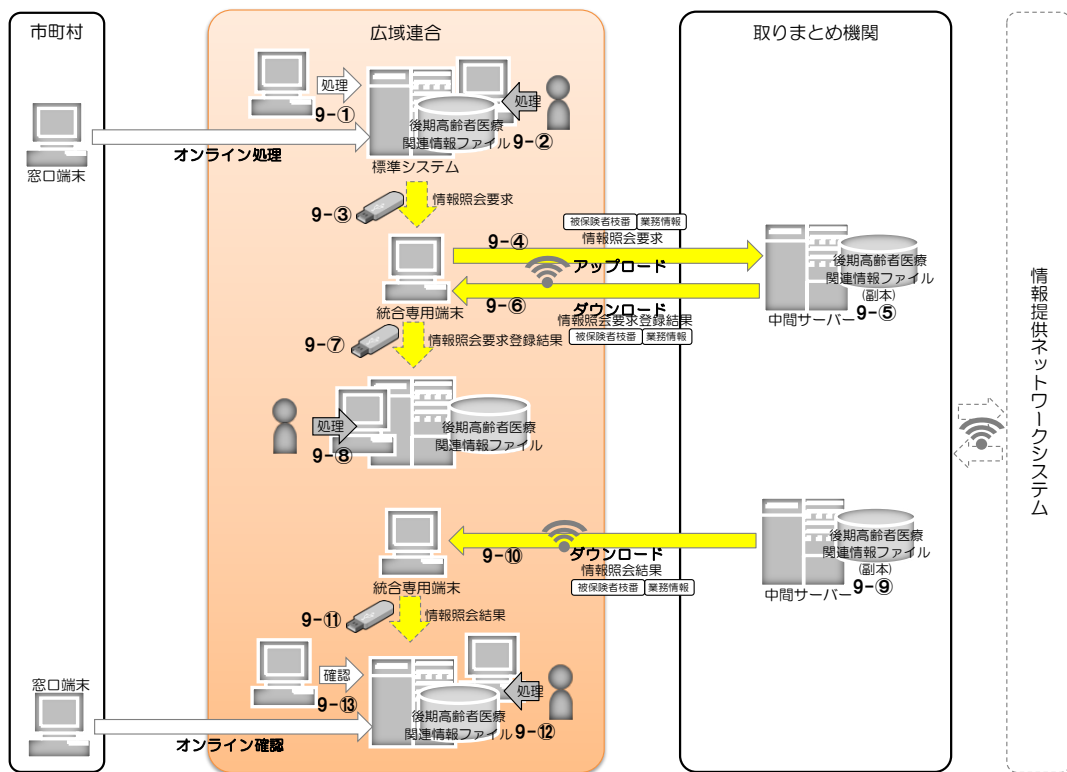 市町村
広域連合
取りまとめ機関
処理
9-①
処理
後期高齢者医療
関連情報ファイル
9-②
オンライン処理
窓口端末
標準システム
9-③
情報照会要求
被保険者枝番
業務情報
9-④
情報照会要求
アップロード
後期高齢者医療
関連情報ファイル
(副本)
9-⑤
中間サーバー
9-⑥
ダウンロード
統合専用端末
情報照会要求登録結果
被保険者枝番
業務情報
9-⑦
情報照会要求登録結果
処理
9-⑧
後期高齢者医療
関連情報ファイル
情報提供ネットワークシステム
9-⑩
ダウンロード
情報照会結果
被保険者枝番
業務情報
後期高齢者医療
関連情報ファイル
(副本)
9-⑨
中間サーバー
統合専用端末
9-⑪
情報照会結果
窓口端末
確認
9-⑬
処理
後期高齢者医療
関連情報ファイル
9-⑫
オンライン確認